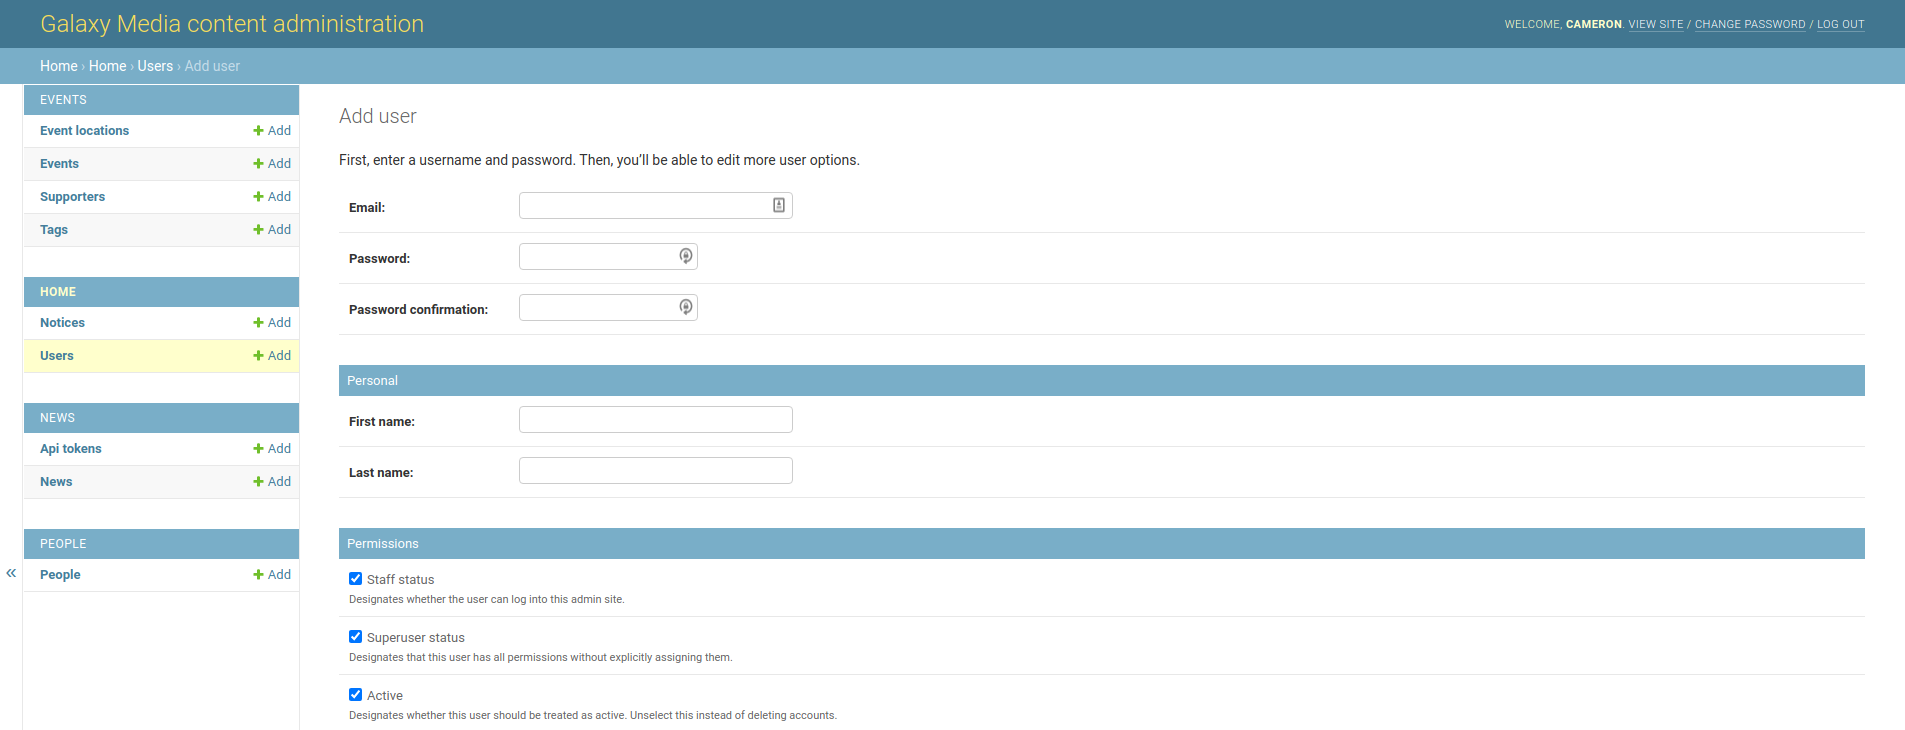 Galaxy Media content administration
WELCOME, CAMERON. VIEW SITE / CHANGE PASSWORD / LOG OUT
Home › Home › Users › Add user
EVENTS
Event locations Add
Events Add
Supporters Add
Tags Add
HOME
Notices Add
Users Add
NEWS
Api tokens Add
News Add
PEOPLE
People Add
«
Add user
First, enter a username and password. Then, you’ll be able to edit more user options.
Email:
Password:
Password confirmation:
Personal
First name:
Last name:
Permissions
Staff status
Designates whether the user can log into this admin site.
Superuser status
Designates that this user has all permissions without explicitly assigning them.
Active
Designates whether this user should be treated as active. Unselect this instead of deleting accounts.